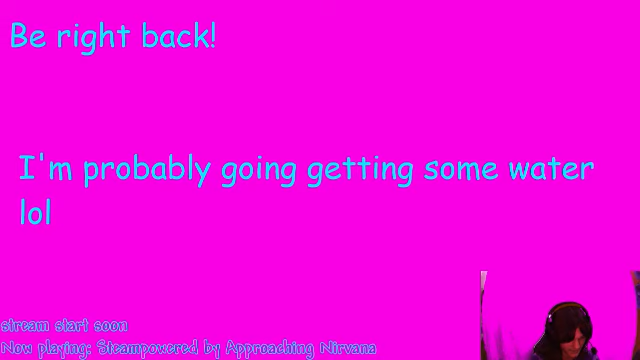 Be right back!
I'm probably going getting some water
lol
stream start soon
Now playing: Steampowered by Approaching Nirvana